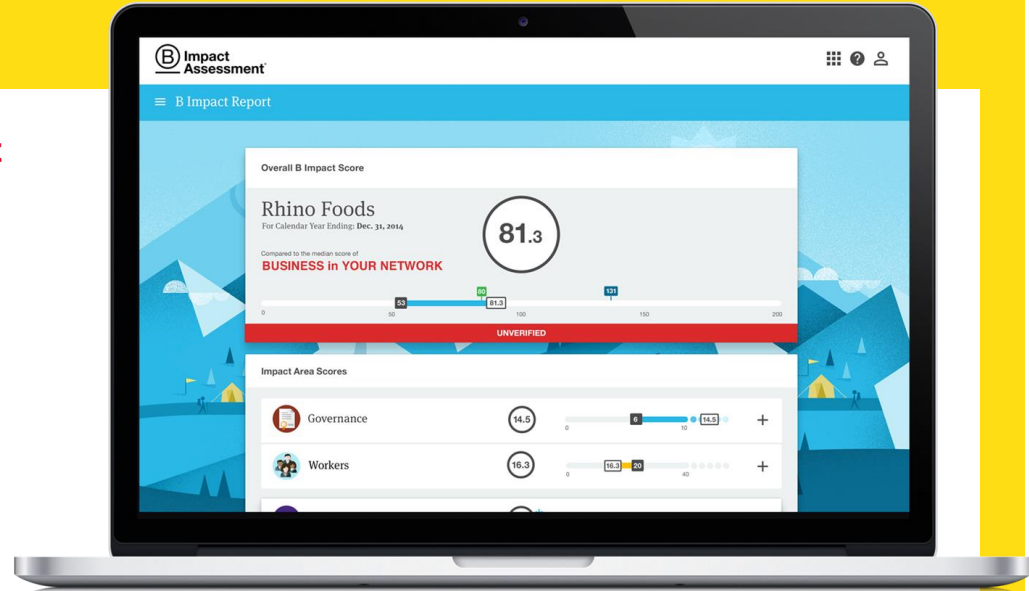 B Impact
Assessment
B Impact Report
Overall B Impact Score
Rhino Foods
For Calendar Year Ending: Dec. 31, 2014
81.3
Compared to the median score of
BUSINESS in YOUR NETWORK
80
131
53
81.3
0
50
100
150
200
UNVERIFIED
Impact Area Scores
Governance
14.5
6
14.5
0
10
Workers
16.3
16.3
20
0
40